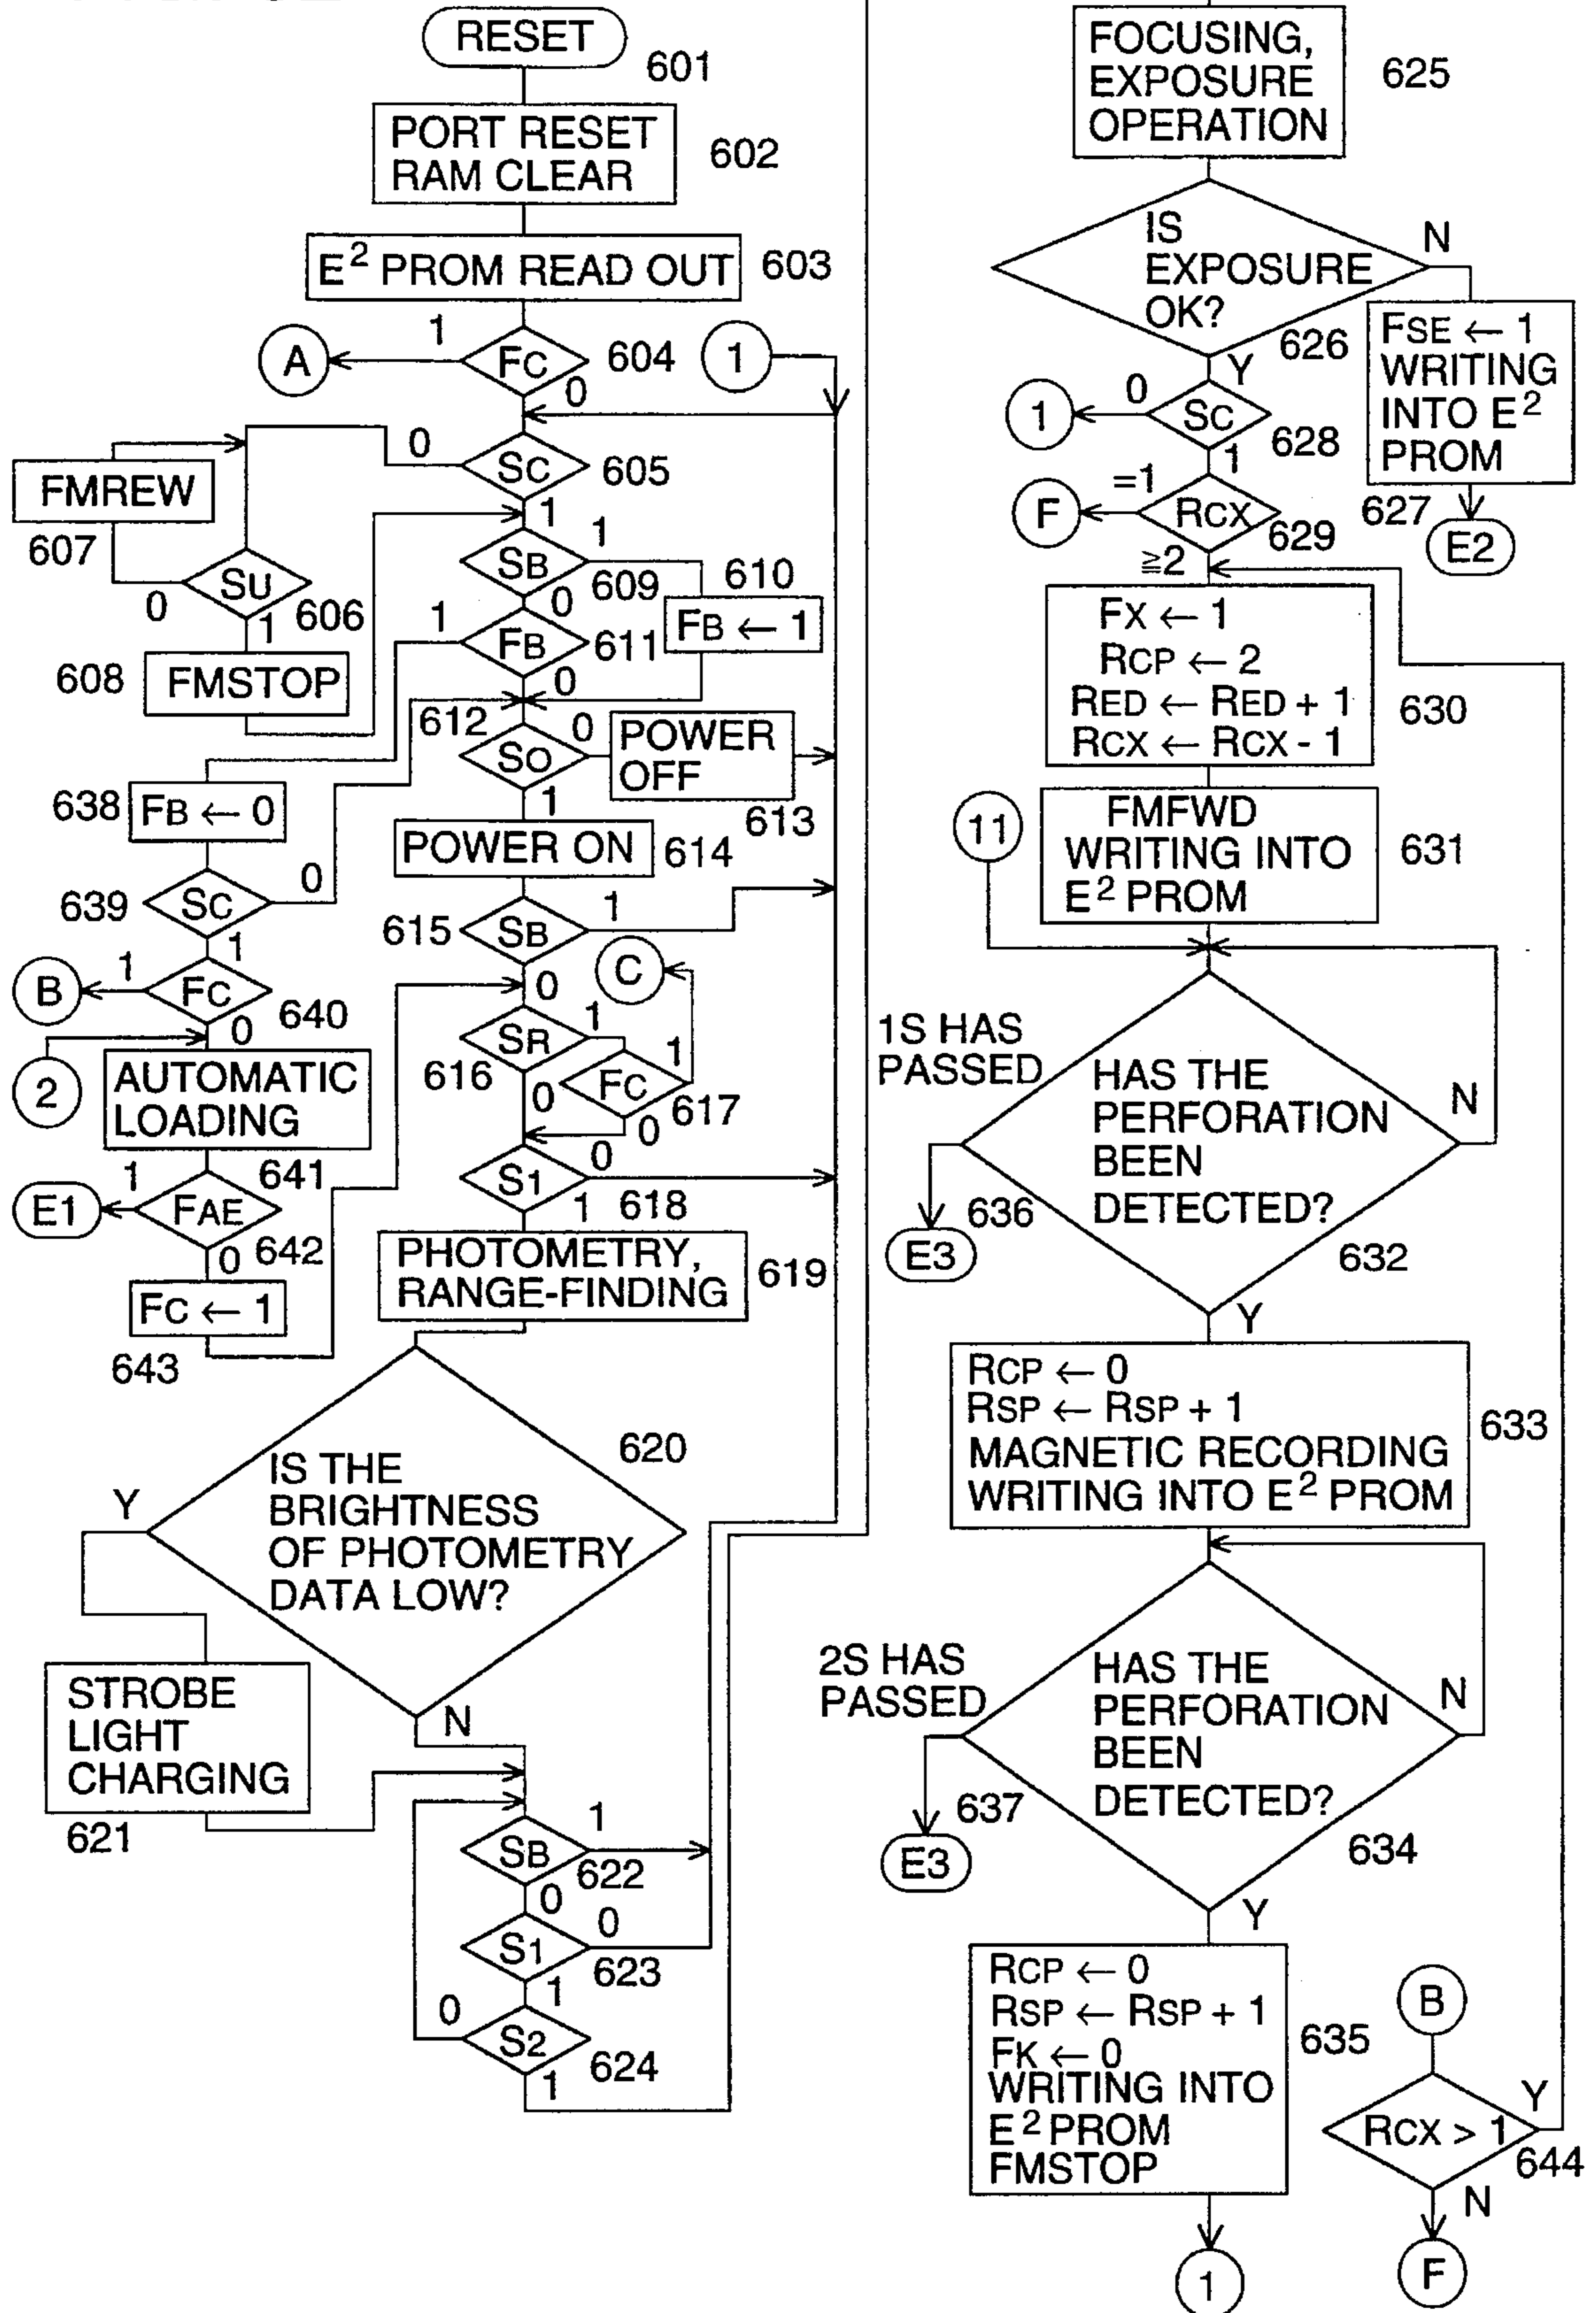 RESET
601
PORT RESET
RAM CLEAR
602
E2 PROM READ OUT
603
1
A
FC
604
0
1
0
SC
605
1
FMREW
607
SU
0
606
1
608
FMSTOP
1
SB
609
0
610
FB ← 1
1
FB
611
0
612
SO
0
POWER
OFF
613
1
638
FB ← 0
POWER ON
614
639
SC
0
1
615
SB
1
0
B
1
FC
640
0
C
2
AUTOMATIC
LOADING
641
SR
1
616
0
FC
1
617
0
E1
1
FAE
642
0
S1
0
618
1
FC ← 1
643
PHOTOMETRY,
RANGE-FINDING
619
620
IS THE
BRIGHTNESS
OF PHOTOMETRY
DATA LOW?
Y
N
STROBE
LIGHT
CHARGING
621
SB
1
622
0
S1
0
623
1
0
S2
624
1
FOCUSING,
EXPOSURE
OPERATION
625
IS
EXPOSURE
OK?
N
626
Y
FSE ← 1
WRITING
INTO E2
PROM
627
E2
1
0
SC
628
1
F
=1
RCX
629
≧2
FX ← 1
RCP ← 2
RED ← RED + 1
RCX ← RCX - 1
630
11
FMFWD
WRITING INTO
E2 PROM
631
1S HAS
PASSED
HAS THE
PERFORATION
BEEN
DETECTED?
N
636
E3
632
Y
RCP ← 0
RSP ← RSP + 1
MAGNETIC RECORDING
WRITING INTO E2 PROM
633
2S HAS
PASSED
HAS THE
PERFORATION
BEEN
DETECTED?
N
637
E3
634
Y
RCP ← 0
RSP ← RSP + 1
FK ← 0
WRITING INTO
E2 PROM
FMSTOP
635
1
B
RCX > 1
Y
644
N
F